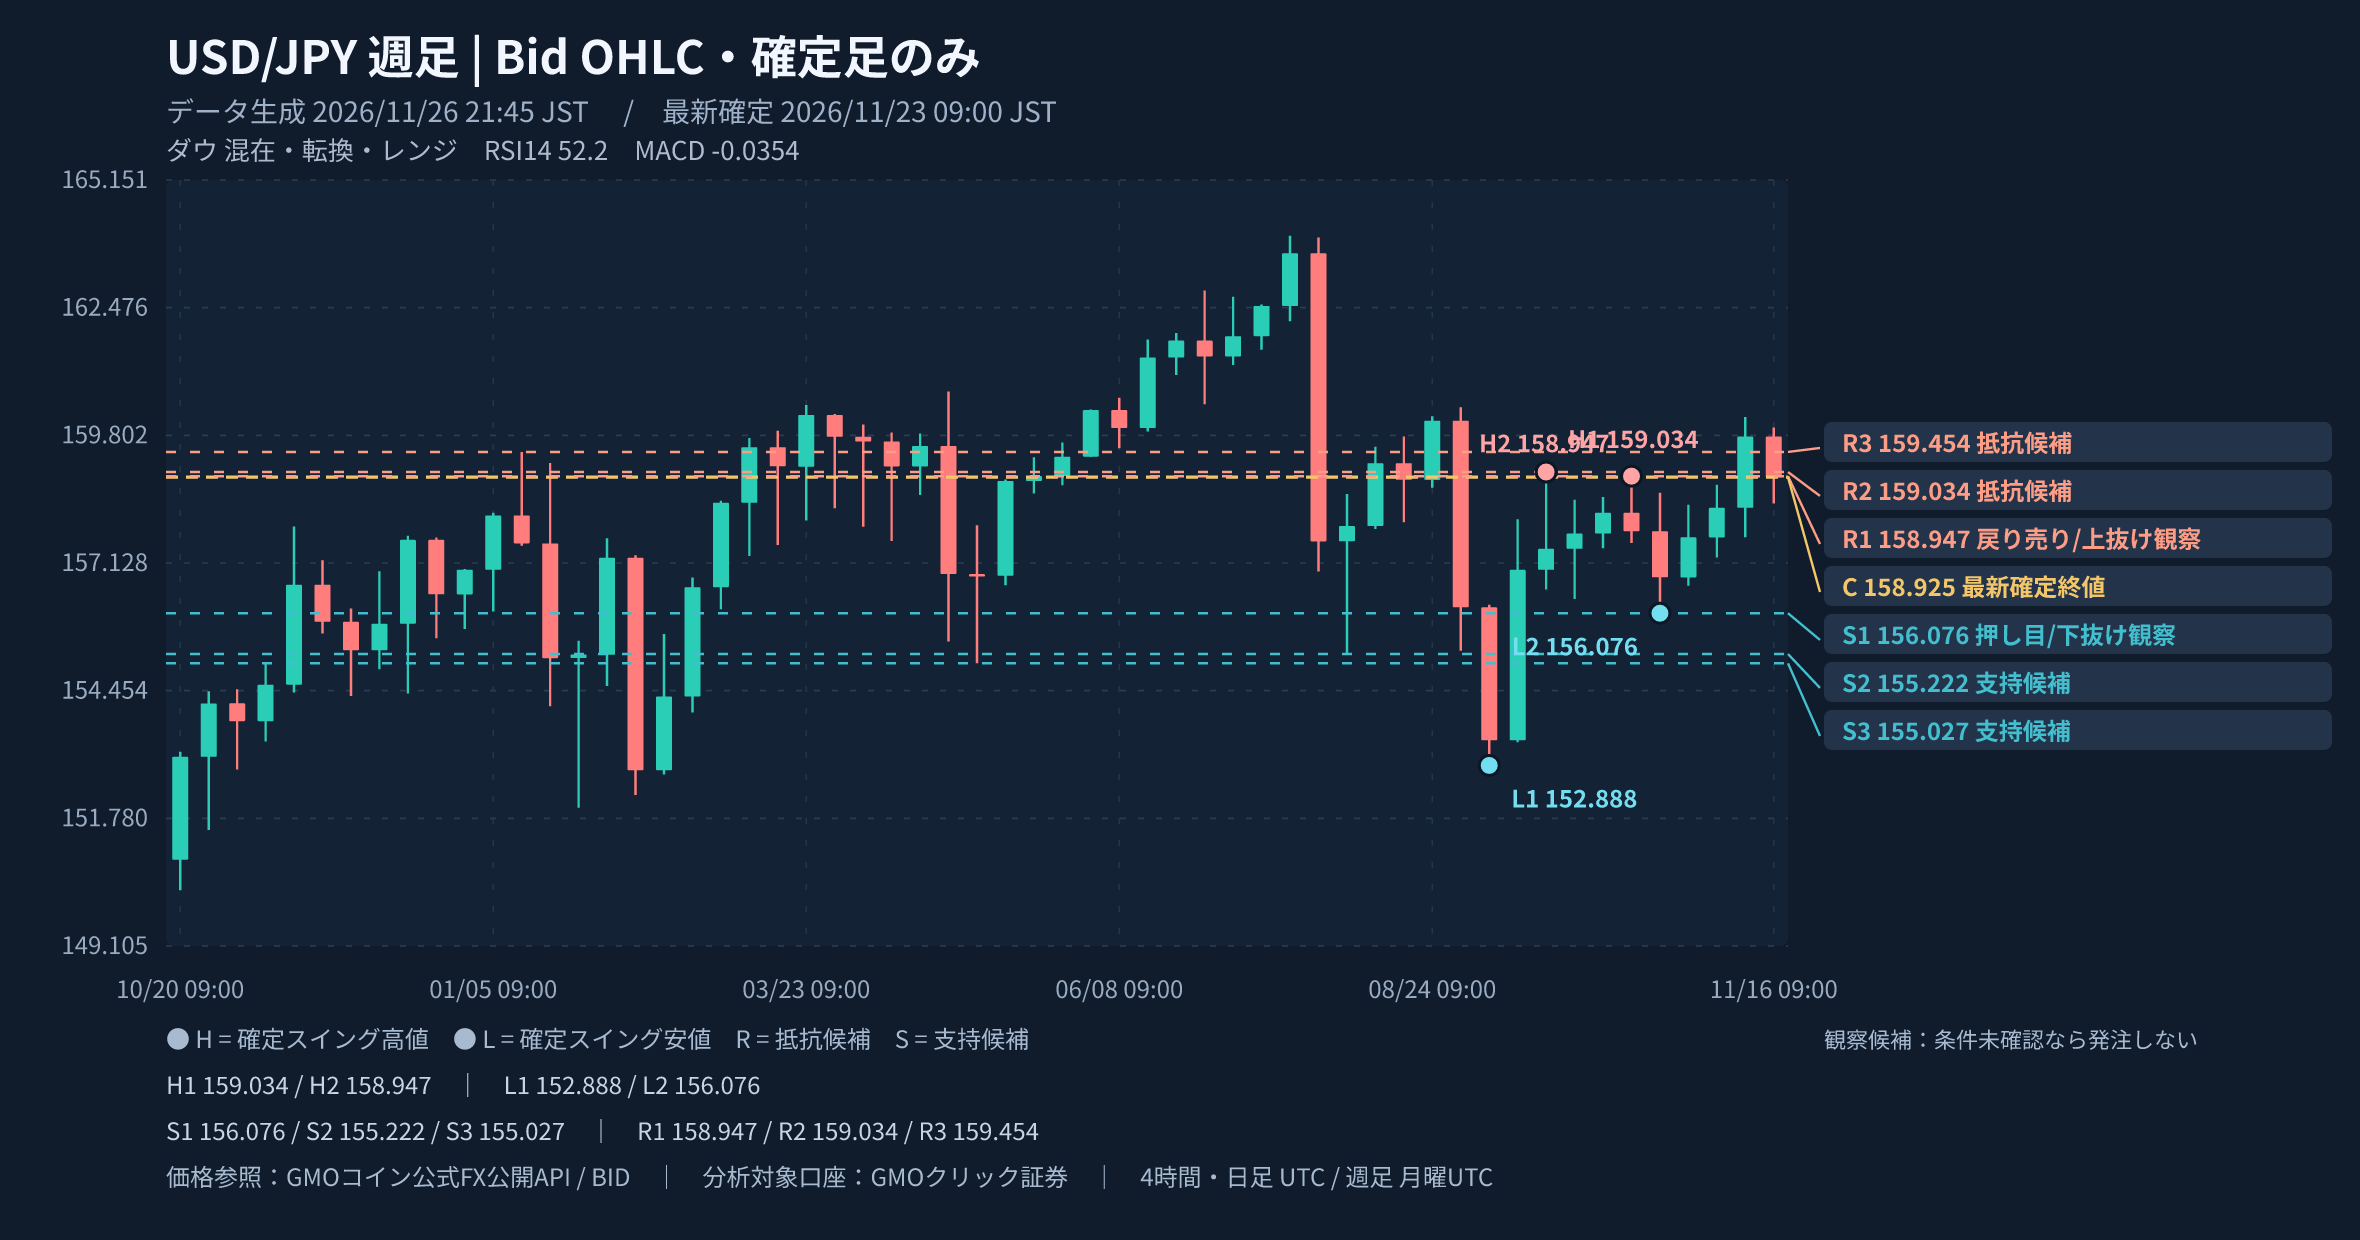 USD/JPY 週足 | Bid OHLC・確定足のみ
データ生成 2026/11/26 21:45 JST / 最新確定 2026/11/23 09:00 JST
ダウ 混在・転換・レンジ RSI14 52.2 MACD -0.0354
165.151
162.476
159.802
157.128
154.454
151.780
149.105
H2 158.947
H1 159.034
L2 156.076
L1 152.888
R3 159.454 抵抗候補
R2 159.034 抵抗候補
R1 158.947 戻り売り/上抜け観察
C 158.925 最新確定終値
S1 156.076 押し目/下抜け観察
S2 155.222 支持候補
S3 155.027 支持候補
10/20 09:00 01/05 09:00 03/23 09:00 06/08 09:00 08/24 09:00 11/16 09:00
● H = 確定スイング高値 ● L = 確定スイング安値 R = 抵抗候補 S = 支持候補
観察候補：条件未確認なら発注しない
H1 159.034 / H2 158.947 ｜ L1 152.888 / L2 156.076
S1 156.076 / S2 155.222 / S3 155.027 ｜ R1 158.947 / R2 159.034 / R3 159.454
価格参照：GMOコイン公式FX公開API / BID ｜ 分析対象口座：GMOクリック証券 ｜ 4時間・日足 UTC / 週足 月曜UTC